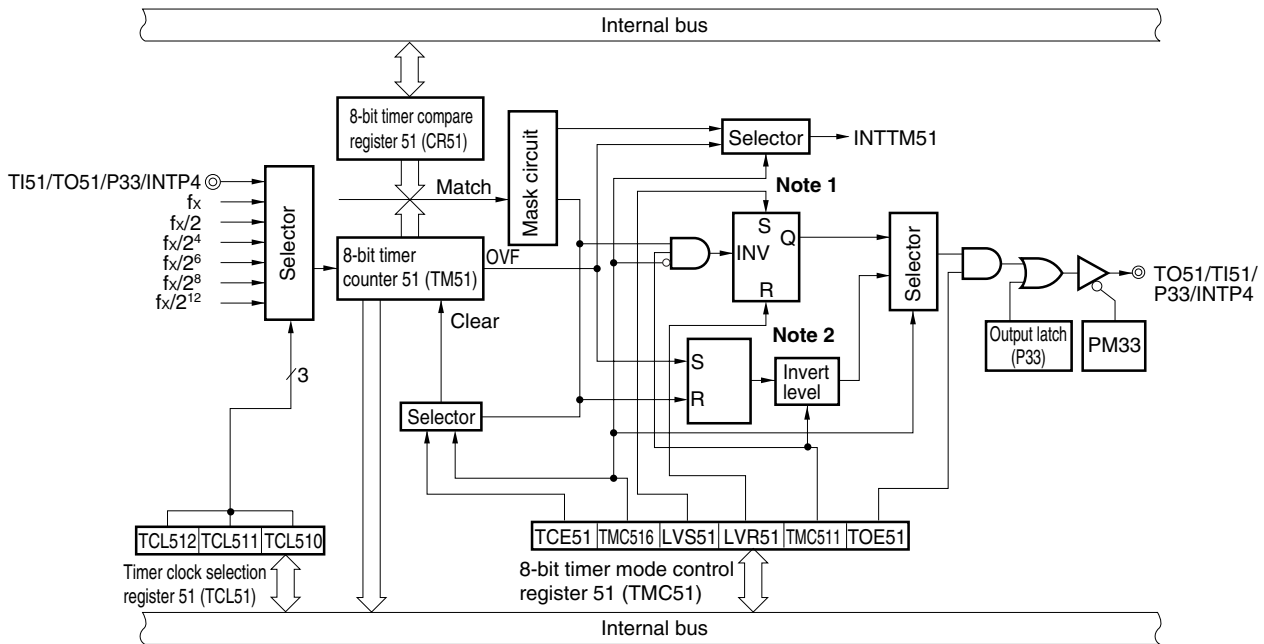 Internal bus
8-bit timer compare
register 51 (CR51)
Mask circuit
Selector
INTTM51
TI51/TO51/P33/INTP4
Match
Note 1
fx
fx/2
fx/2⁴
fx/2⁶
fx/2⁸
fx/2¹²
Selector
S
Q
INV
R
Selector
8-bit timer
counter 51 (TM51)
OVF
TO51/TI51/
P33/INTP4
Clear
Note 2
Output latch
(P33)
PM33
3
S
R
Invert
level
Selector
TCE51
TMC516
LVS51
LVR51
TMC511
TOE51
TCL512
TCL511
TCL510
Timer clock selection
register 51 (TCL51)
8-bit timer mode control
register 51 (TMC51)
Internal bus